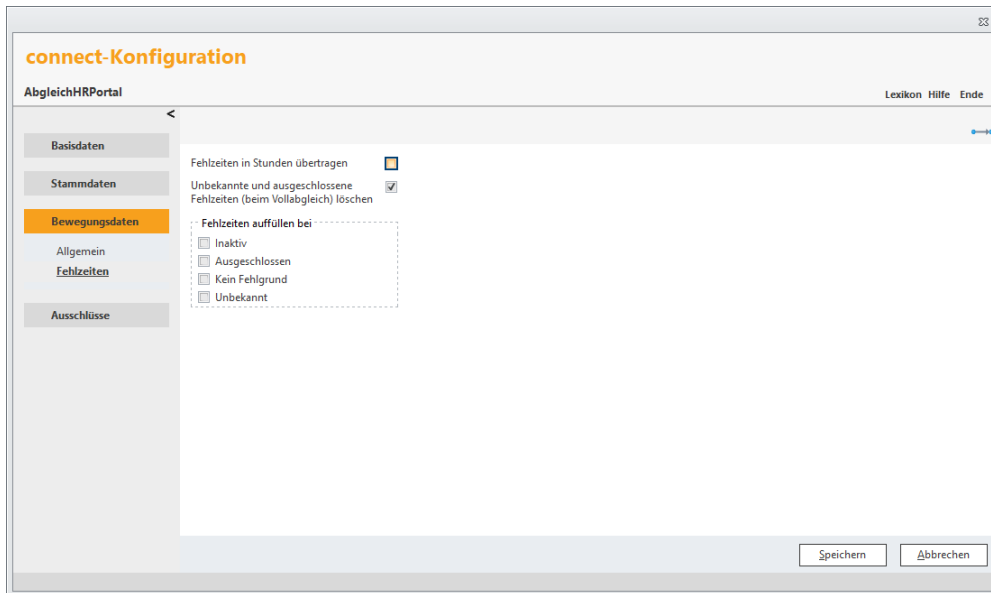 connect-Konfiguration
AbgleichHRPortal
Lexikon Hilfe Ende
<
Basisdaten
Stammdaten
Bewegungsdaten
Allgemein
Fehlzeiten
Ausschlüsse
Fehlzeiten in Stunden übertragen
Unbekannte und ausgeschlossene
Fehlzeiten (beim Vollabgleich) löschen
Fehlzeiten auffüllen bei
Inaktiv
Ausgeschlossen
Kein Fehlgrund
Unbekannt
Speichern Abbrechen